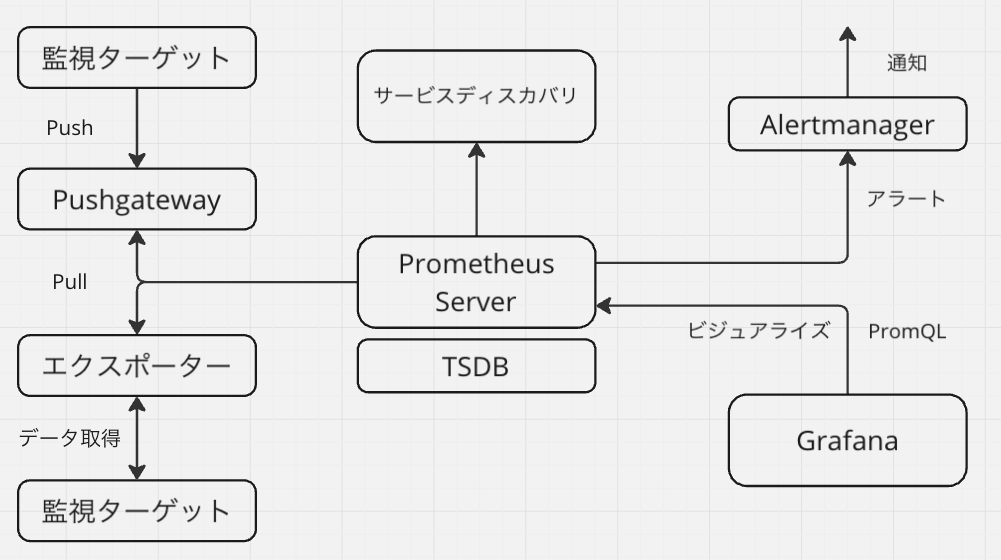 監視ターゲット
Push
Pushgateway
Pull
エクスポーター
データ取得
監視ターゲット
サービスディスカバリ
Prometheus
Server
TSDB
通知
Alertmanager
アラート
ビジュアライズ
PromQL
Grafana